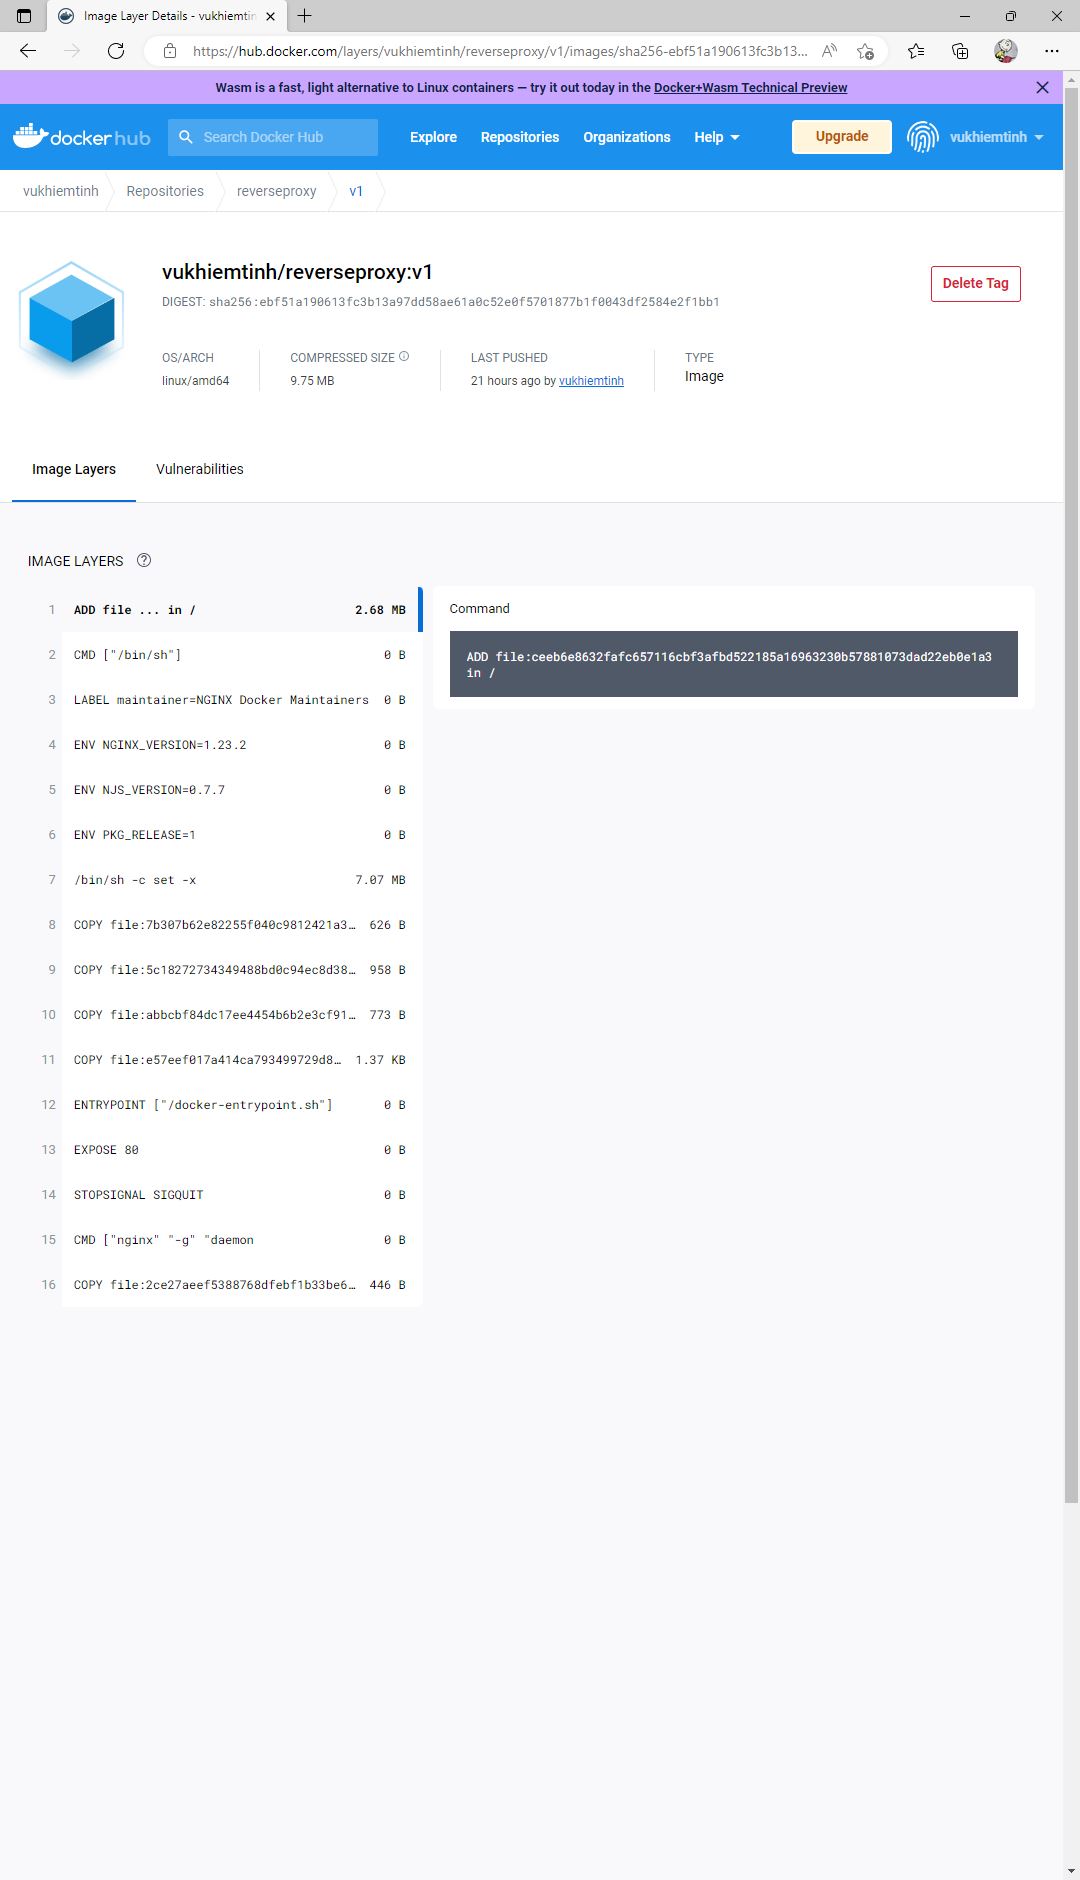 Image Layer Details - vukhiemtin
https://hub.docker.com/layers/vukhiemtinh/reverseproxy/v1/images/sha256-ebf51a190613fc3b13...
Wasm is a fast, light alternative to Linux containers — try it out today in the Docker+Wasm Technical Preview
docker hub
Search Docker Hub
Explore
Repositories
Organizations
Help
Upgrade
vukhiemtinh
vukhiemtinh
Repositories
reverseproxy
v1
vukhiemtinh/reverseproxy:v1
DIGEST: sha256:ebf51a190613fc3b13a97dd58ae61a0c52e0f5701877b1f0043df2584e2f1bb1
Delete Tag
OS/ARCH
linux/amd64
COMPRESSED SIZE
9.75 MB
LAST PUSHED
21 hours ago by vukhiemtinh
TYPE
Image
Image Layers
Vulnerabilities
IMAGE LAYERS
1 ADD file ... in / 2.68 MB
2 CMD ["/bin/sh"] 0 B
3 LABEL maintainer=NGINX Docker Maintainers 0 B
4 ENV NGINX_VERSION=1.23.2 0 B
5 ENV NJS_VERSION=0.7.7 0 B
6 ENV PKG_RELEASE=1 0 B
7 /bin/sh -c set -x 7.07 MB
8 COPY file:7b307b62e82255f040c9812421a3… 626 B
9 COPY file:5c18272734349488bd0c94ec8d38… 958 B
10 COPY file:abbcbf84dc17ee4454b6b2e3cf91… 773 B
11 COPY file:e57eef017a414ca793499729d8… 1.37 KB
12 ENTRYPOINT ["/docker-entrypoint.sh"] 0 B
13 EXPOSE 80 0 B
14 STOPSIGNAL SIGQUIT 0 B
15 CMD ["nginx" "-g" "daemon 0 B
16 COPY file:2ce27aeef5388768dfebf1b33be6… 446 B
Command
ADD file:ceeb6e8632fafc657116cbf3afbd522185a16963230b57881073dad22eb0e1a3
in /